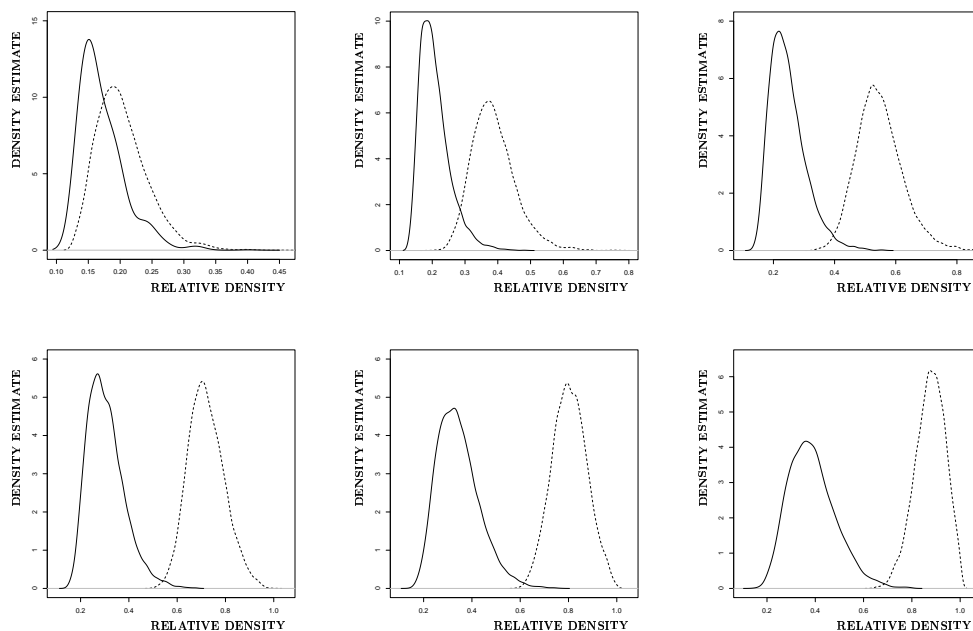 DENSITY ESTIMATE
0
5
10
15
0.10 0.15 0.20 0.25 0.30 0.35 0.40 0.45
RELATIVE DENSITY
DENSITY ESTIMATE
0
2
4
6
8
10
0.1 0.2 0.3 0.4 0.5 0.6 0.7 0.8
RELATIVE DENSITY
DENSITY ESTIMATE
0
2
4
6
8
0.2 0.4 0.6 0.8
RELATIVE DENSITY
DENSITY ESTIMATE
0
1
2
3
4
5
6
0.2 0.4 0.6 0.8 1.0
RELATIVE DENSITY
DENSITY ESTIMATE
0
1
2
3
4
5
6
0.2 0.4 0.6 0.8 1.0
RELATIVE DENSITY
DENSITY ESTIMATE
0
1
2
3
4
5
6
0.2 0.4 0.6 0.8 1.0
RELATIVE DENSITY